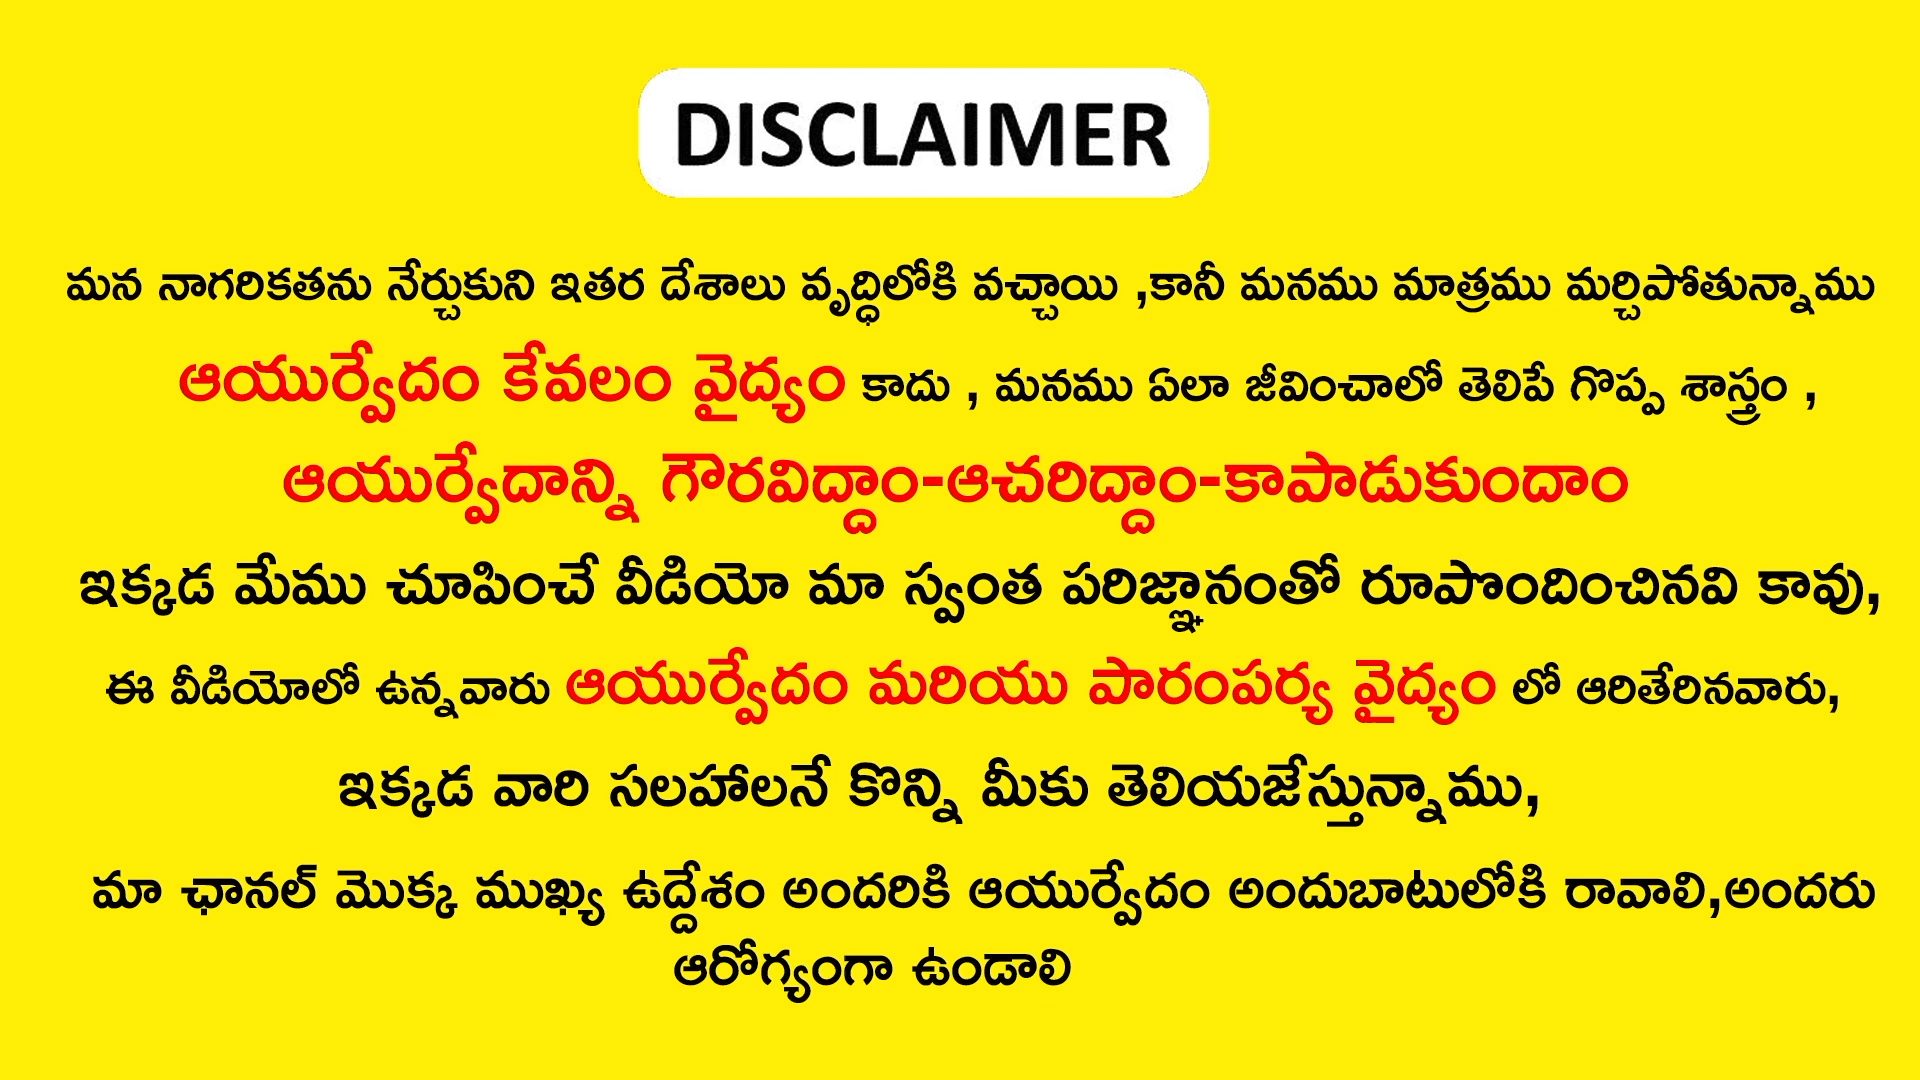 DISCLAIMER
మన నాగరికతను నేర్చుకుని ఇతర దేశాలు వృద్ధిలోకి వచ్చాయి ,కానీ మనము మాత్రము మర్చిపోతున్నాము
ఆయుర్వేదం కేవలం వైద్యం కాదు , మనము ఏలా జీవించాలో తెలిపే గొప్ప శాస్త్రం ,
ఆయుర్వేదాన్ని గౌరవిద్దాం-ఆచరిద్దాం-కాపాడుకుందాం
ఇక్కడ మేము చూపించే వీడియో మా స్వంత పరిజ్ఞానంతో రూపొందించినవి కావు,
ఈ వీడియోలో ఉన్నవారు ఆయుర్వేదం మరియు పారంపర్య వైద్యం లో ఆరితేరినవారు,
ఇక్కడ వారి సలహాలనే కొన్ని మీకు తెలియజేస్తున్నాము,
మా ఛానల్ మొక్క ముఖ్య ఉద్దేశం అందరికి ఆయుర్వేదం అందుబాటులోకి రావాలి,అందరు
ఆరోగ్యంగా ఉండాలి